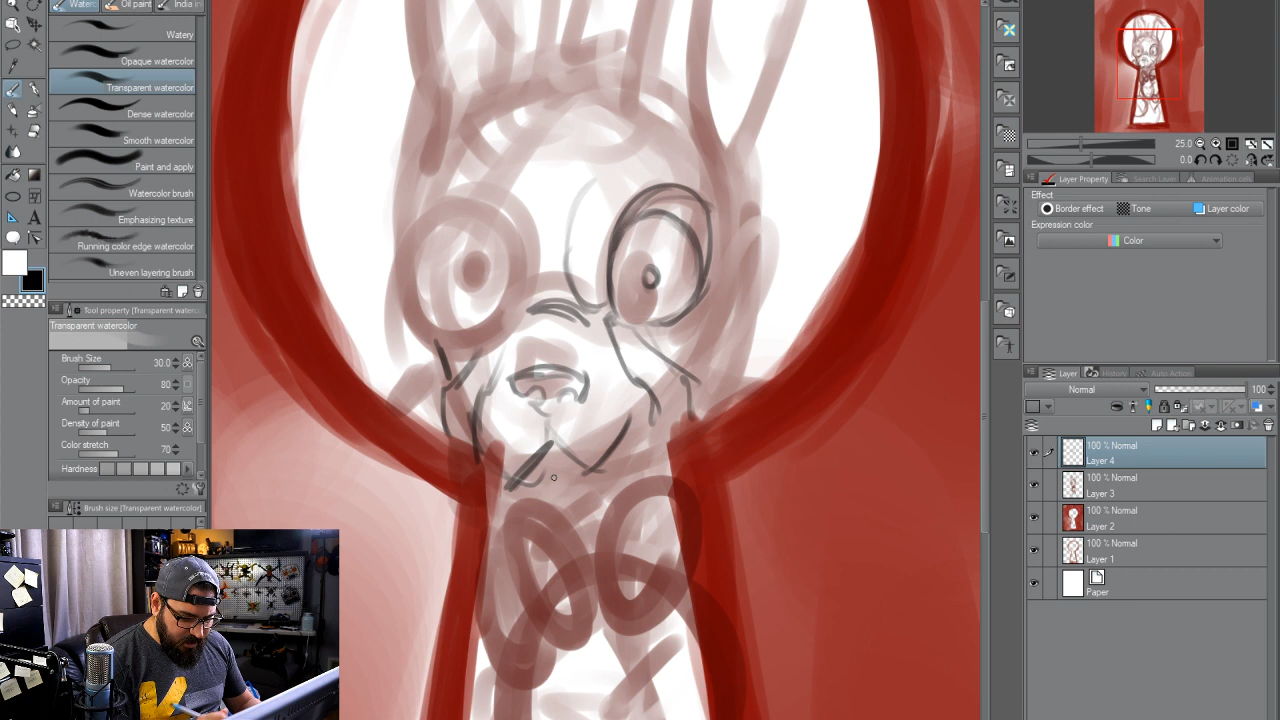 Oil paint
India in
Watery
Opaque watercolor
Transparent watercolor
Dense watercolor
Smooth watercolor
Paint and apply
Watercolor brush
Emphasizing texture
Running color edge watercolor
Uneven layering brush
Tool property [Transparent waterc
Transparent watercolor
Brush Size 30.0
Opacity 80
Amount of paint 20
Density of paint 50
Color stretch 70
Hardness
Brush size [Transparent watercolor]
25.0
0.0
Layer Property Search Layer Animation cels
Effect
Border effect Tone Layer color
Expression color
Color
Layer History Auto Action
Normal 100
100 % Normal
Layer 4
100 % Normal
Layer 3
100 % Normal
Layer 2
100 % Normal
Layer 1
Paper